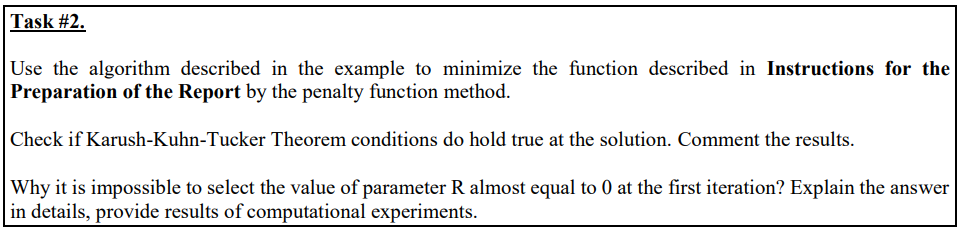 Task #2.
Use the algorithm described in the example to minimize the function described in Instructions for the
Preparation of the Report by the penalty function method.
Check if Karush-Kuhn-Tucker Theorem conditions do hold true at the solution. Comment the results.
Why it is impossible to select the value of parameter R almost equal to 0 at the first iteration? Explain the answer
in details, provide results of computational experiments.